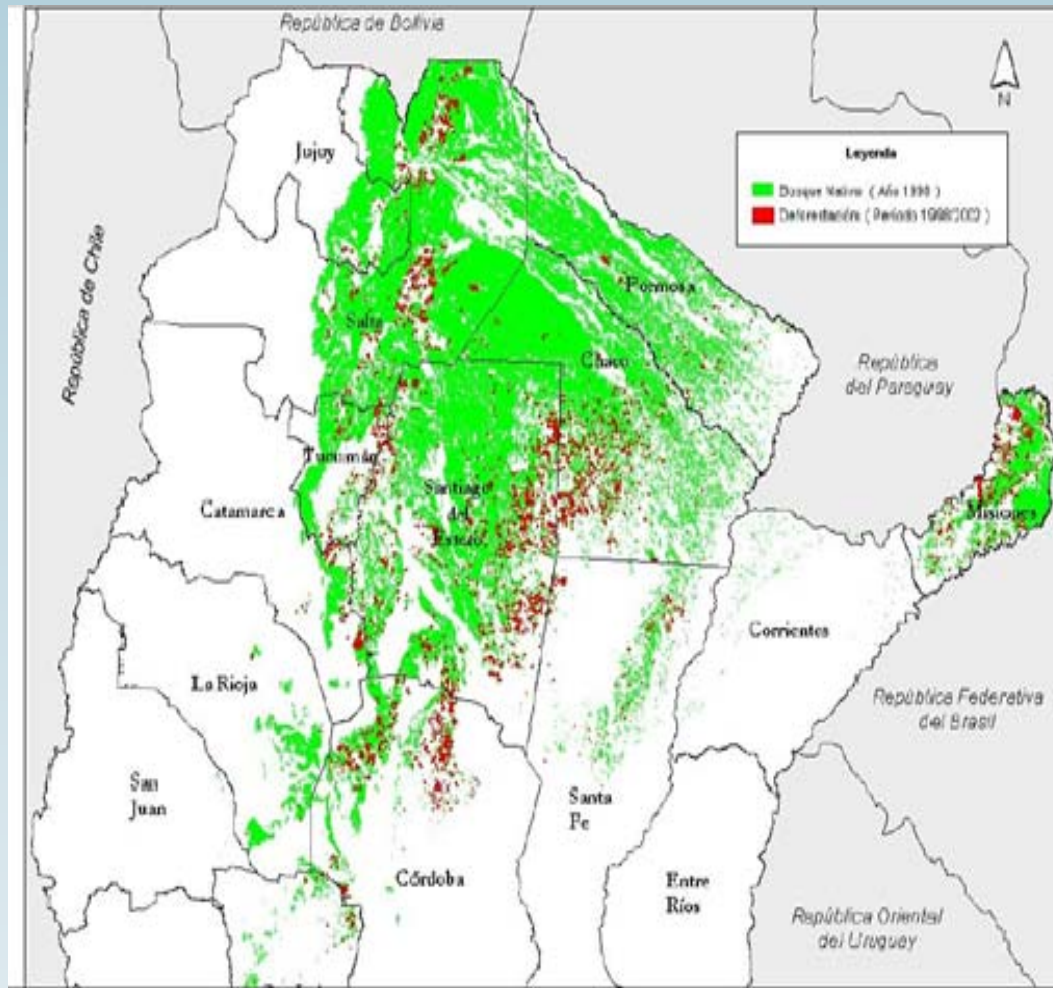 República de Bolivia
N
Jujuy
Leyenda
Bosque Nativo ( Año 1998 )
Deforestación ( Período 1998/2002 )
República de Chile
Formosa
Salta
Chaco
República
del Paraguay
Tucumán
Santiago
del
Estero
Catamarca
Misiones
Corrientes
La Rioja
República Federativa
del Brasil
San
Juan
Santa
Fe
Córdoba
Entre
Ríos
República Oriental
del Uruguay